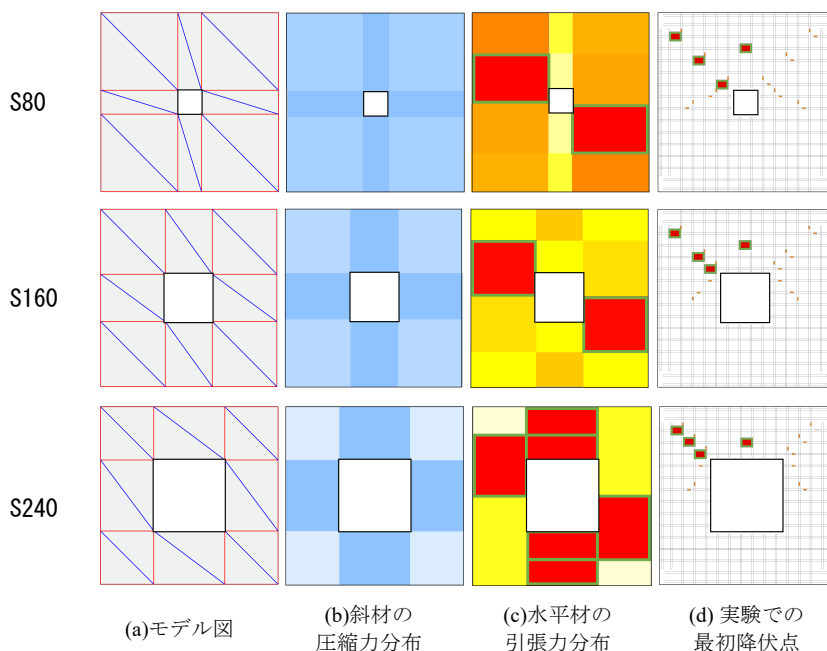 S80
S160
S240
(a)モデル図
(b)斜材の
圧縮力分布
(c)水平材の
引張力分布
(d) 実験での
最初降伏点